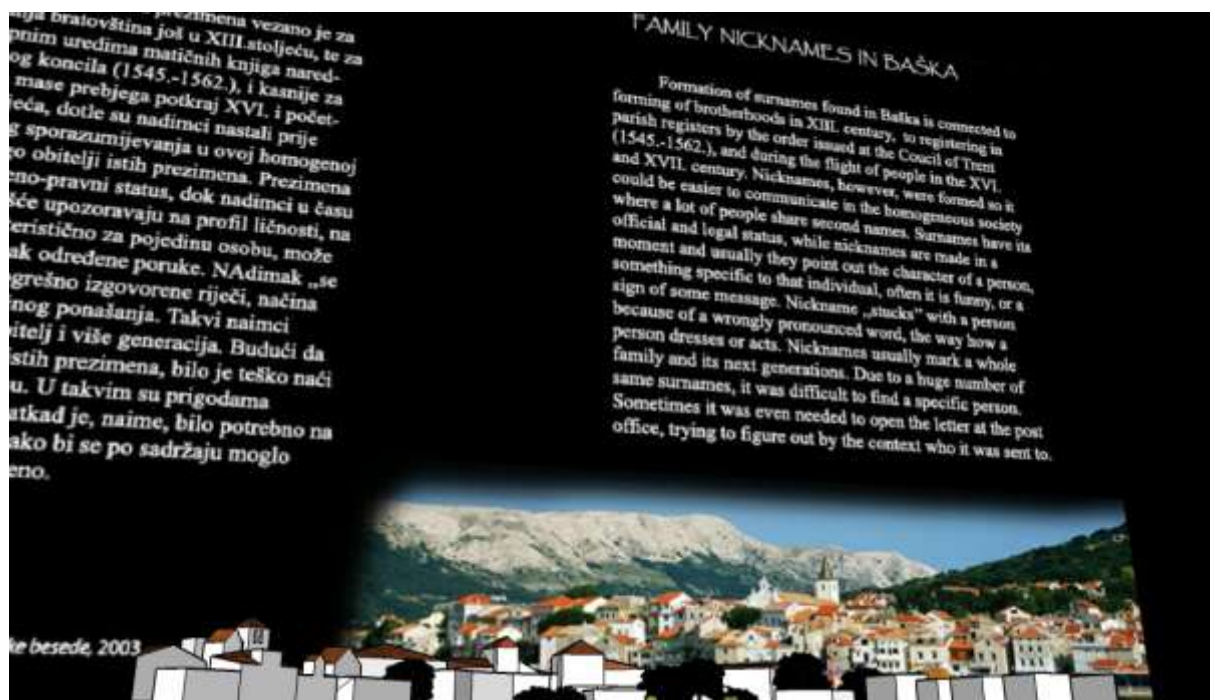 prezimena vezano je za
bratovština još u XIII.stoljeću, te za
pnim uredima matičnih knjiga nared-
og koncila (1545.-1562.), i kasnije za
mase prebjega potkraj XVI. i počet-
jeća, dotle su nadimci nastali prije
g sporazumijevanja u ovoj homogenoj
o obitelji istih prezimena. Prezimena
eno-pravni status, dok nadimci u času
šće upozoravaju na profil ličnosti, na
teristično za pojedinu osobu, može
ak određene poruke. NAdimak „se
ogrešno izgovorene riječi, načina
nog ponašanja. Takvi naimci
bitelj i više generacija. Budući da
istih prezimena, bilo je teško naći
u. U takvim su prigodama
atkad je, naime, bilo potrebno na
ako bi se po sadržaju moglo
eno.
ke besede, 2003
FAMILY NICKNAMES IN BAŠKA
Formation of surnames found in Baška is connected to
forming of brotherhoods in XIII. century, to registering in
parish registers by the order issued at the Coucil of Trent
(1545.-1562.), and during the flight of people in the XVI.
and XVII. century. Nicknames, however, were formed so it
could be easier to communicate in the homogeneous society
where a lot of people share second names. Surnames have its
official and legal status, while nicknames are made in a
moment and usually they point out the character of a person,
something specific to that individual, often it is funny, or a
sign of some message. Nickname „stucks" with a person
because of a wrongly pronounced word, the way how a
person dresses or acts. Nicknames usually mark a whole
family and its next generations. Due to a huge number of
same surnames, it was difficult to find a specific person.
Sometimes it was even needed to open the letter at the post
office, trying to figure out by the context who it was sent to.